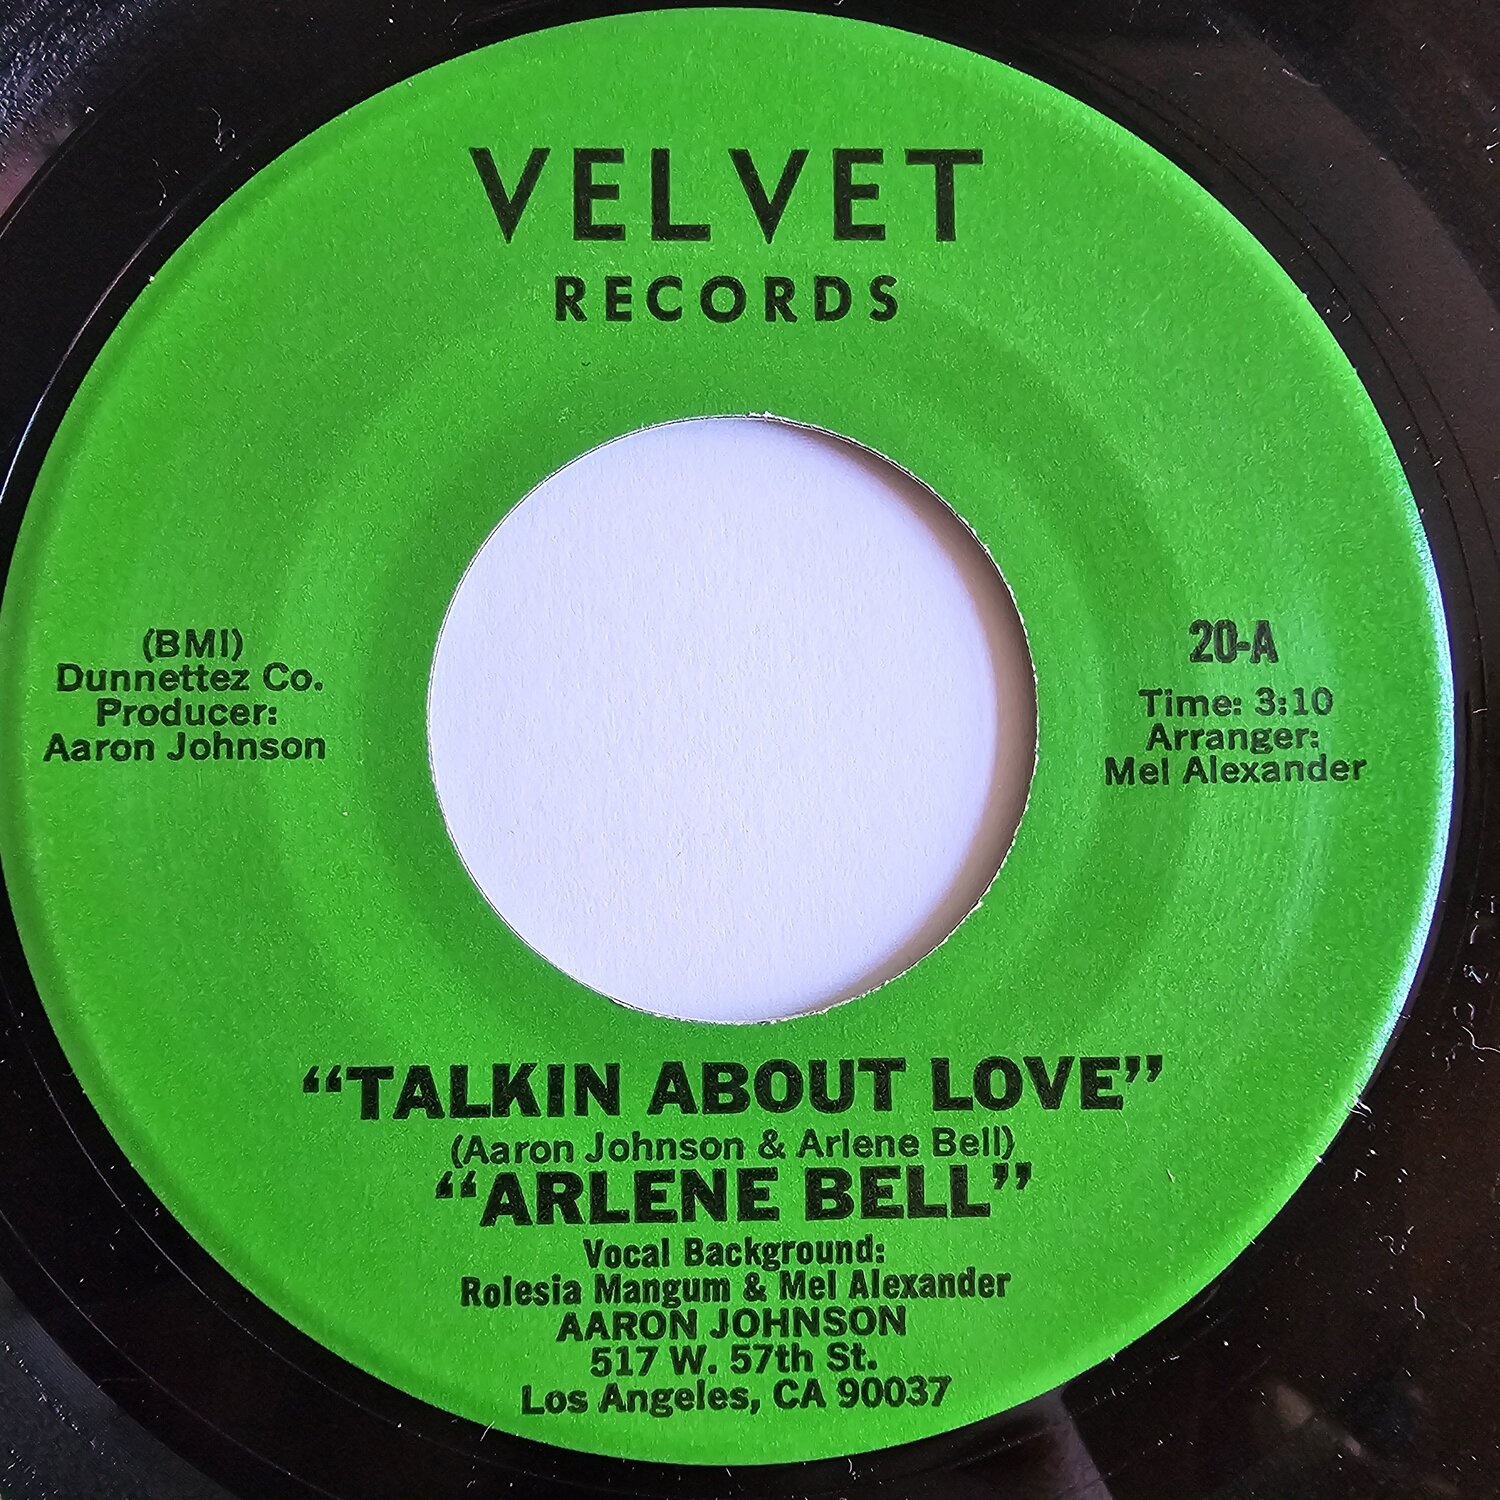 VELVET
RECORDS
(BMI)
Dunnettez Co.
Producer:
Aaron Johnson
20-A
Time: 3:10
Arranger:
Mel Alexander
“TALKIN ABOUT LOVE”
(Aaron Johnson & Arlene Bell)
“ARLENE BELL”
Vocal Background:
Rolesia Mangum & Mel Alexander
AARON JOHNSON
517 W. 57th St.
Los Angeles, CA 90037